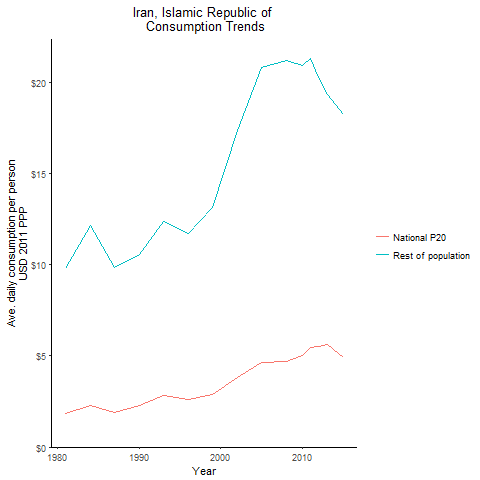 Iran, Islamic Republic of
Consumption Trends
Ave. daily consumption per person
USD 2011 PPP
$20
$15
$10
$5
$0
1980
1990
2000
2010
Year
National P20
Rest of population